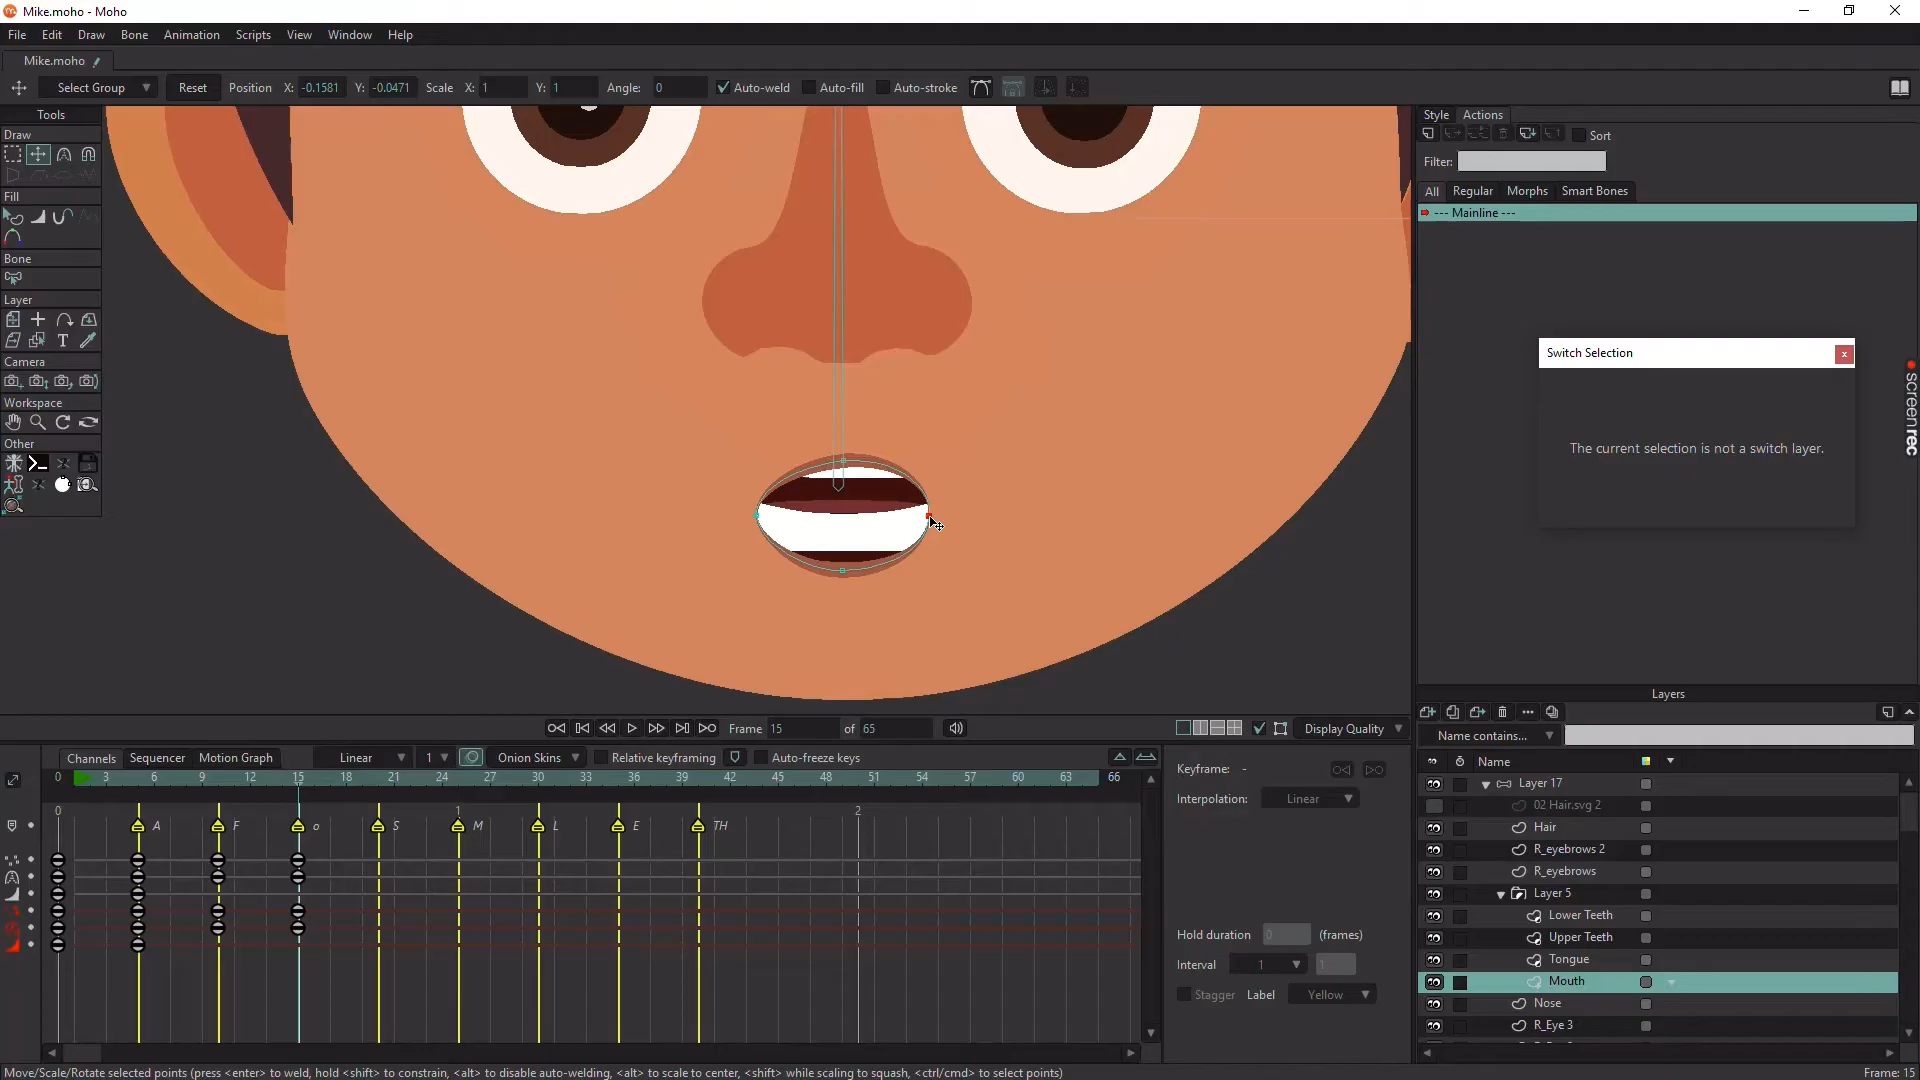 Mike.moho - Moho
File Edit Draw Bone Animation Scripts View Window Help
Mike.moho
Select Group Reset Position X: -0.1581 Y: -0.0471 Scale X: 1 Y: 1 Angle: 0 Auto-weld Auto-fill Auto-stroke
Tools
Draw
Fill
Bone
Layer
Camera
Workspace
Other
Style Actions
Sort
Filter:
All Regular Morphs Smart Bones
--- Mainline ---
Switch Selection
x
The current selection is not a switch layer.
screenrec
Frame 15 of 65 Display Quality
Channels Sequencer Motion Graph Linear 1 Onion Skins Relative keyframing Auto-freeze keys
0 3 6 9 12 15 18 21 24 27 30 33 36 39 42 45 48 51 54 57 60 63 66
0 1 2
A F o S M L E TH
Keyframe: -
Interpolation: Linear
Hold duration 0 (frames)
Interval 1 1
Stagger Label Yellow
Layers
Name contains...
Name
Layer 17
02 Hair.svg 2
Hair
R_eyebrows 2
R_eyebrows
Layer 5
Lower Teeth
Upper Teeth
Tongue
Mouth
Nose
R_Eye 3
Move/Scale/Rotate selected points (press <enter> to weld, hold <shift> to constrain, <alt> to disable auto-welding, <alt> to scale to center, <shift> while scaling to squash, <ctrl/cmd> to select points)
Frame: 15